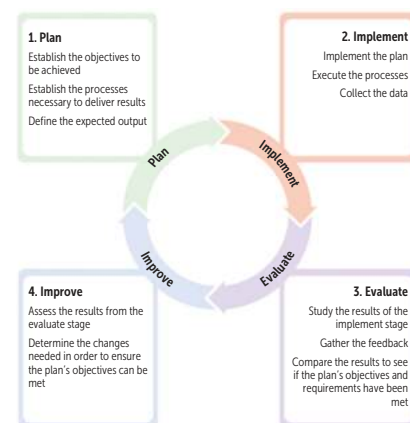 1. Plan
Establish the objectives to
be achieved
Establish the processes
necessary to deliver results
Define the expected output
2. Implement
Implement the plan
Execute the processes
Collect the data
Plan
Implement
Improve
Evaluate
4. Improve
Assess the results from the
evaluate stage
Determine the changes
needed in order to ensure
the plan's objectives can be
met
3. Evaluate
Study the results of the
implement stage
Gather the feedback
Compare the results to see
if the plan's objectives and
requirements have been
met